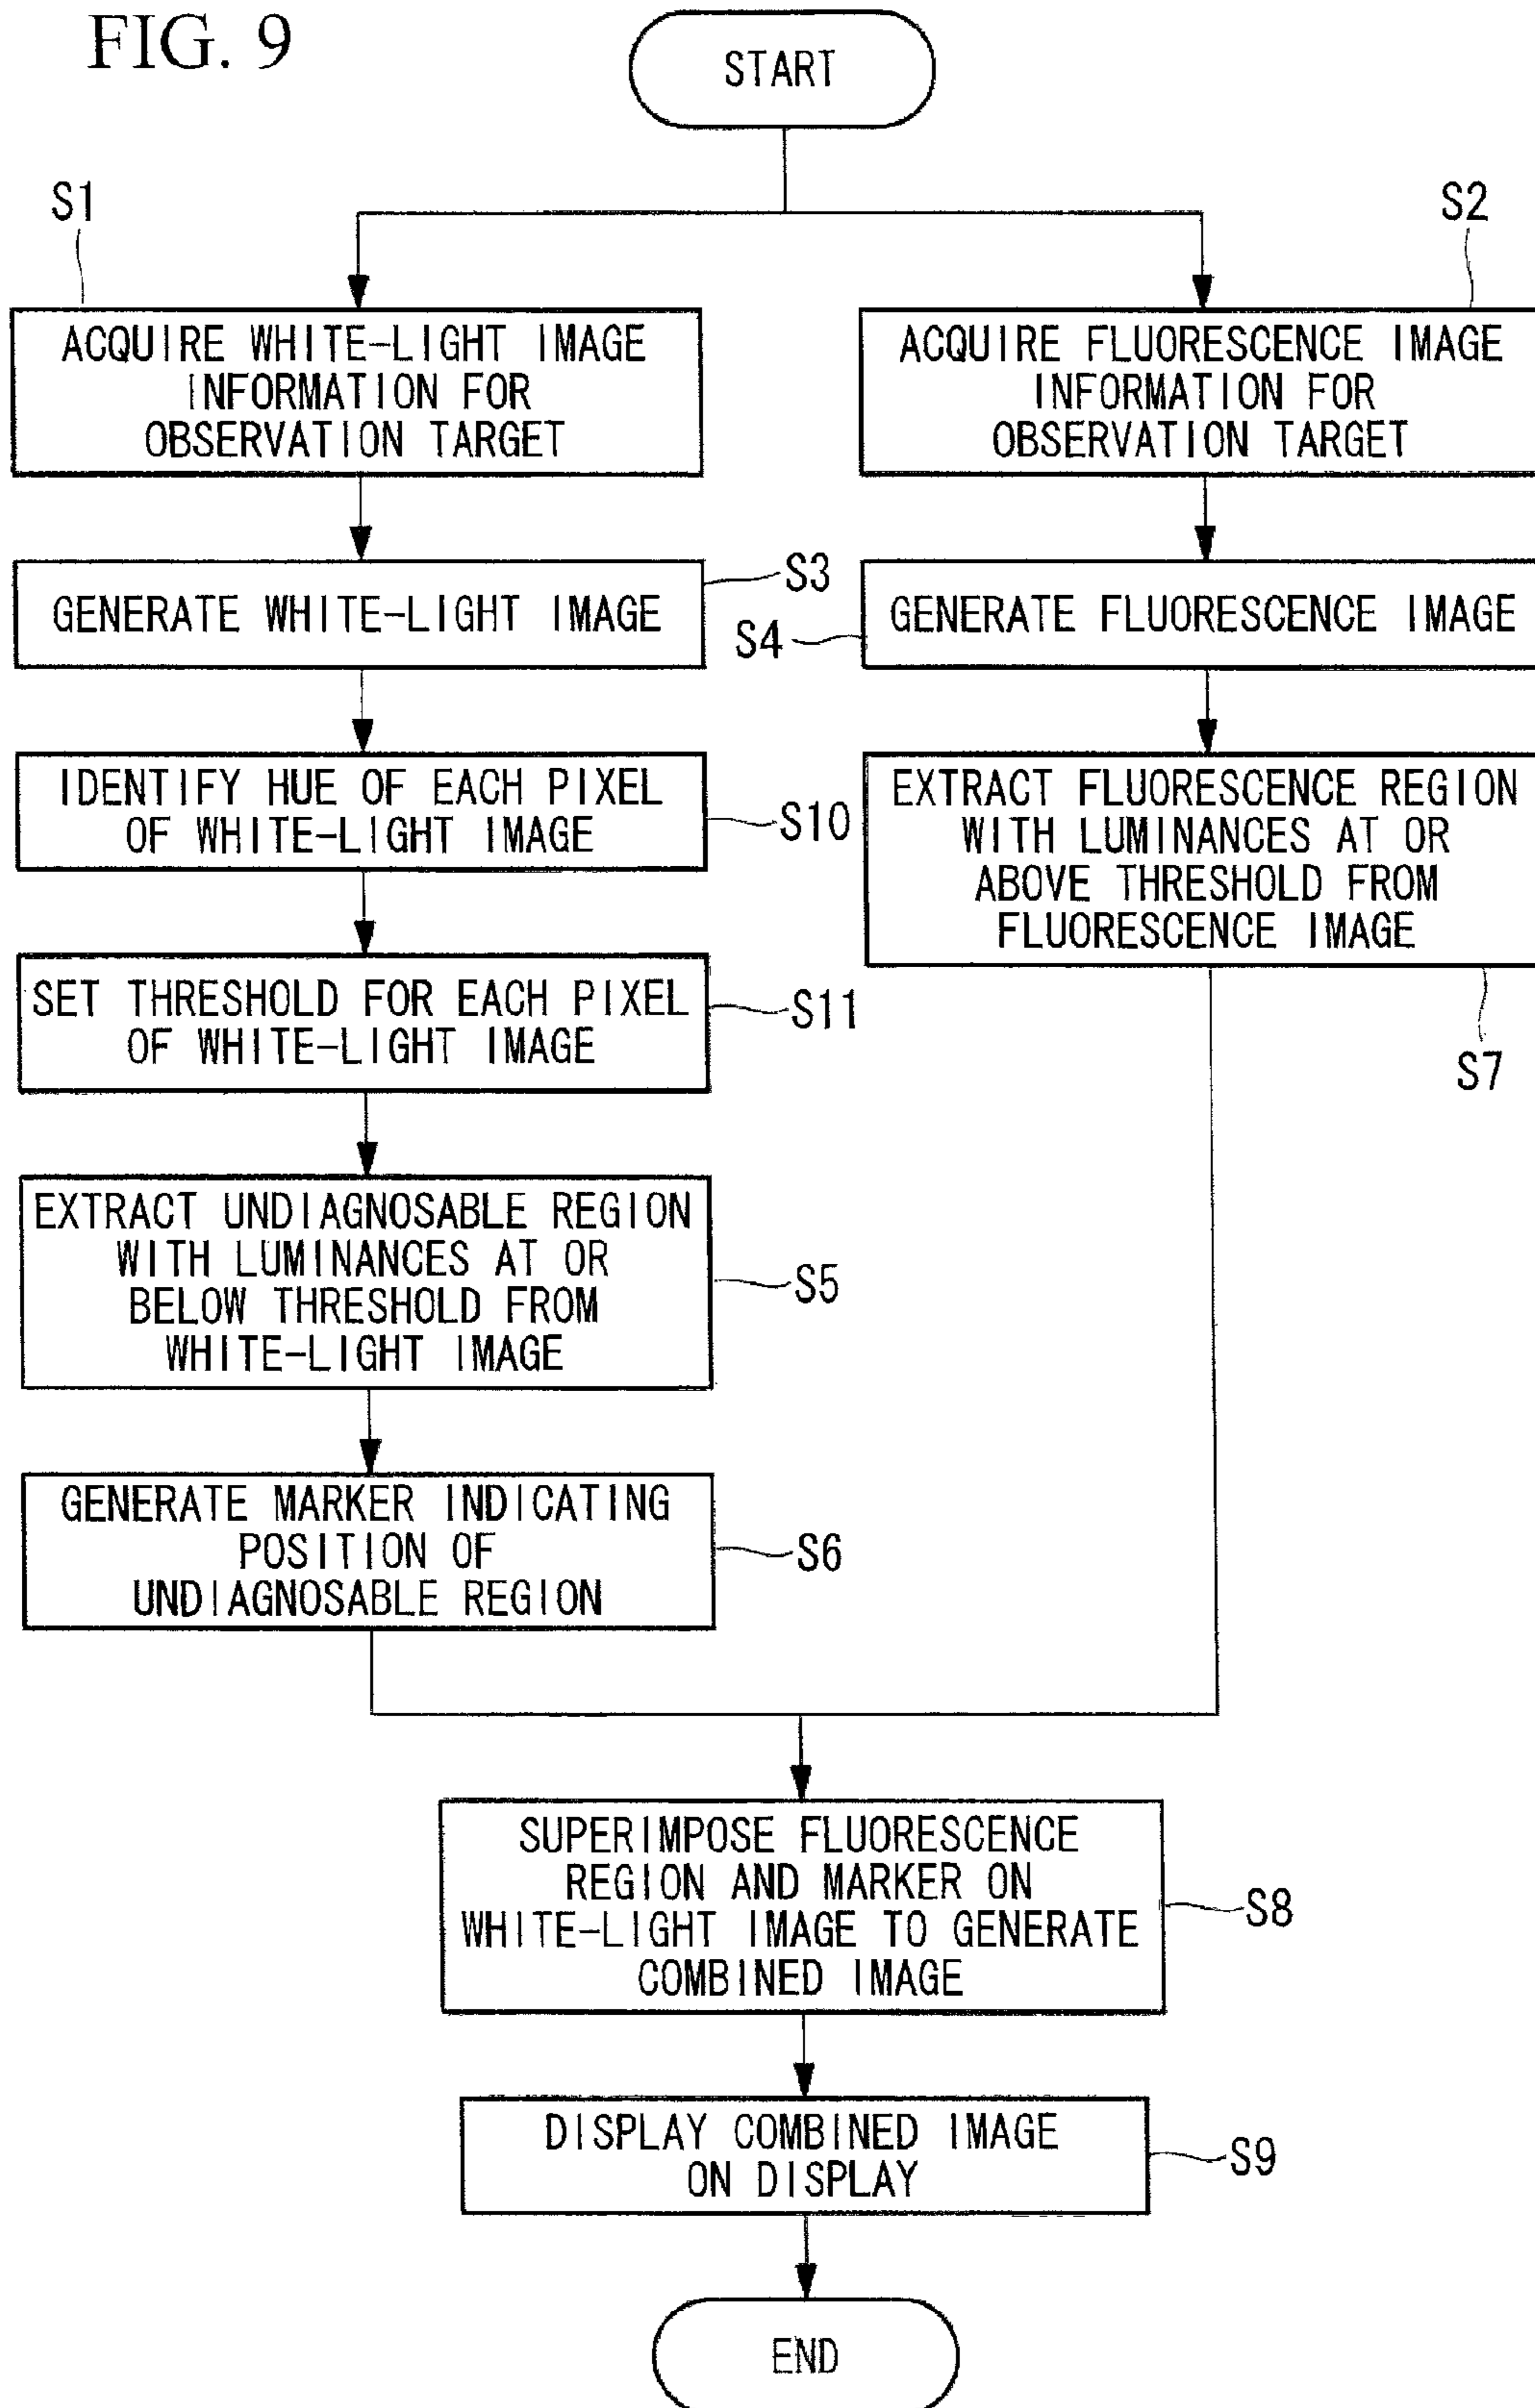 FIG. 9
START
S1
S2
ACQUIRE WHITE-LIGHT IMAGE
INFORMATION FOR
OBSERVATION TARGET
ACQUIRE FLUORESCENCE IMAGE
INFORMATION FOR
OBSERVATION TARGET
GENERATE WHITE-LIGHT IMAGE
S3
S4
GENERATE FLUORESCENCE IMAGE
IDENTIFY HUE OF EACH PIXEL
OF WHITE-LIGHT IMAGE
S10
EXTRACT FLUORESCENCE REGION
WITH LUMINANCES AT OR
ABOVE THRESHOLD FROM
FLUORESCENCE IMAGE
S7
SET THRESHOLD FOR EACH PIXEL
OF WHITE-LIGHT IMAGE
S11
EXTRACT UNDIAGNOSABLE REGION
WITH LUMINANCES AT OR
BELOW THRESHOLD FROM
WHITE-LIGHT IMAGE
S5
GENERATE MARKER INDICATING
POSITION OF
UNDIAGNOSABLE REGION
S6
SUPERIMPOSE FLUORESCENCE
REGION AND MARKER ON
WHITE-LIGHT IMAGE TO GENERATE
COMBINED IMAGE
S8
DISPLAY COMBINED IMAGE
ON DISPLAY
S9
END